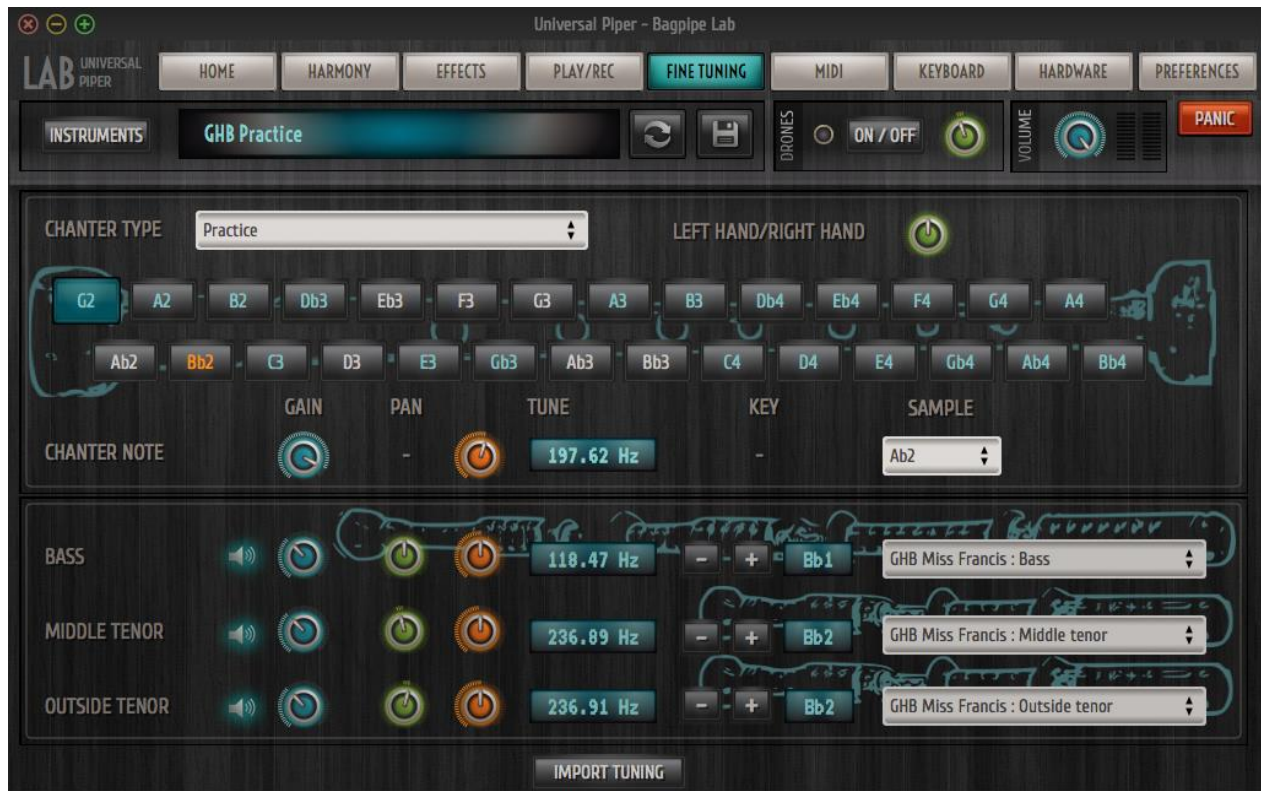 Universal Piper - Bagpipe Lab
LAB UNIVERSAL PIPER
HOME HARMONY EFFECTS PLAY/REC FINE TUNING MIDI KEYBOARD HARDWARE PREFERENCES
INSTRUMENTS GHB Practice DRONES ON / OFF VOLUME PANIC
CHANTER TYPE Practice LEFT HAND/RIGHT HAND
G2 A2 B2 Db3 Eb3 F3 G3 A3 B3 Db4 Eb4 F4 G4 A4
Ab2 Bb2 C3 D3 E3 Gb3 Ab3 Bb3 C4 D4 E4 Gb4 Ab4 Bb4
GAIN PAN TUNE KEY SAMPLE
CHANTER NOTE - 197.62 Hz - Ab2
BASS 118.47 Hz - + Bb1 GHB Miss Francis : Bass
MIDDLE TENOR 236.89 Hz - + Bb2 GHB Miss Francis : Middle tenor
OUTSIDE TENOR 236.91 Hz - + Bb2 GHB Miss Francis : Outside tenor
IMPORT TUNING